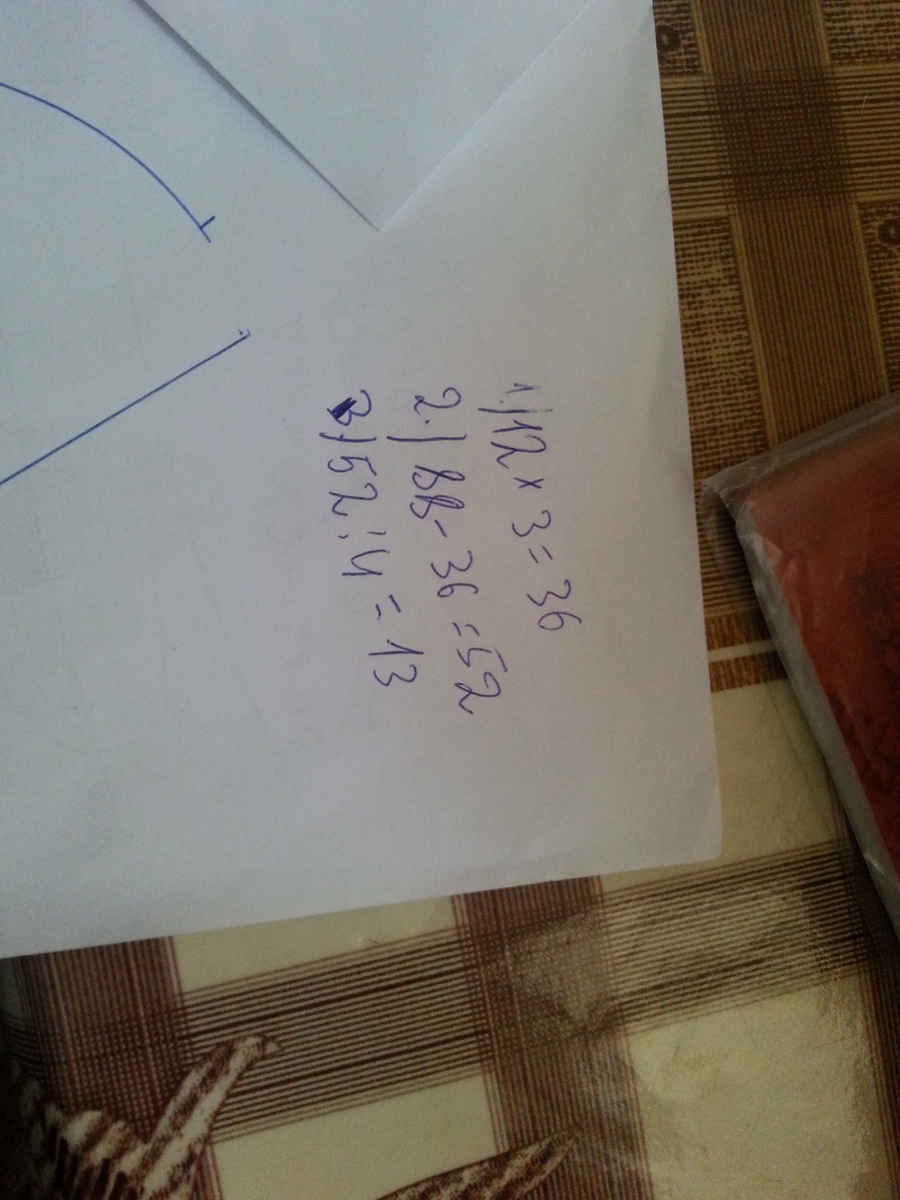 1.) 12 x 3 = 36
2.) 88 - 36 = 52
3) 52 : 4 = 13